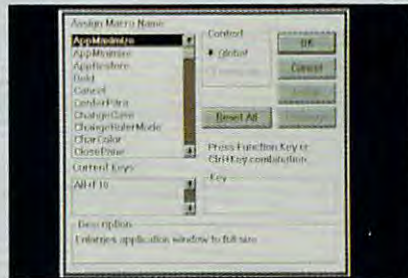 Assign Macro Name:
AppMaximize
AppMinimize
AppRestore
Bold
Cancel
CenterPara
ChangeCase
ChangeRulerMode
CharColor
ClosePane
Context
Global
OK
Cancel
Reset All
Current Keys:
Alt+F10
Press Function Key or
Ctrl+Key combination
Key
Description
Enlarges application window to full size